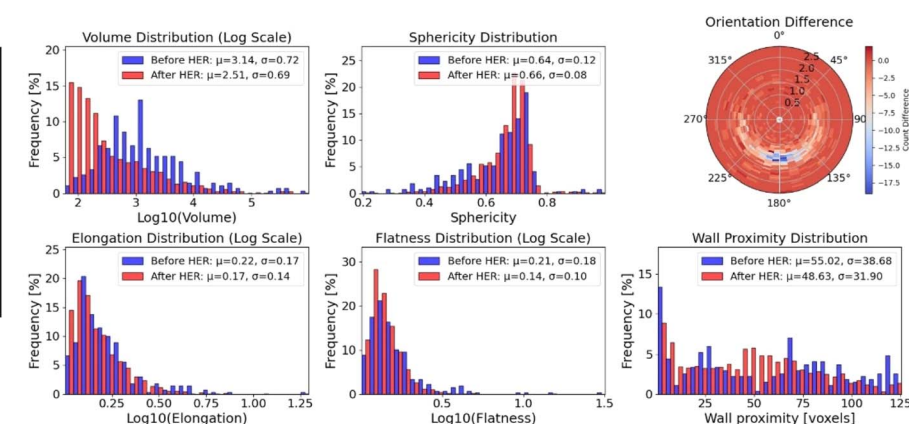 Volume Distribution (Log Scale)
20
15
10
5
0
Frequency [%]
Before HER: μ=3.14, σ=0.72
After HER: μ=2.51, σ=0.69
2 3 4 5
Log10(Volume)
Sphericity Distribution
25
20
15
10
5
0
Frequency [%]
Before HER: μ=0.64, σ=0.12
After HER: μ=0.66, σ=0.08
0.2 0.4 0.6 0.8
Sphericity
Orientation Difference
0°
315° 45°
2.5
2.0
1.5
1.0
0.5
270° 90
225° 135°
180°
0.0
−2.5
−5.0
−7.5
−10.0
−12.5
−15.0
−17.5
Count Difference
Elongation Distribution (Log Scale)
25
20
15
10
5
0
Frequency [%]
Before HER: μ=0.22, σ=0.17
After HER: μ=0.17, σ=0.14
0.25 0.50 0.75 1.00 1.25
Log10(Elongation)
Flatness Distribution (Log Scale)
30
20
10
0
Frequency [%]
Before HER: μ=0.21, σ=0.18
After HER: μ=0.14, σ=0.10
0.5 1.0 1.5
Log10(Flatness)
Wall Proximity Distribution
15
10
5
0
Frequency [%]
Before HER: μ=55.02, σ=38.68
After HER: μ=48.63, σ=31.90
25 50 75 100 125
Wall proximity [voxels]